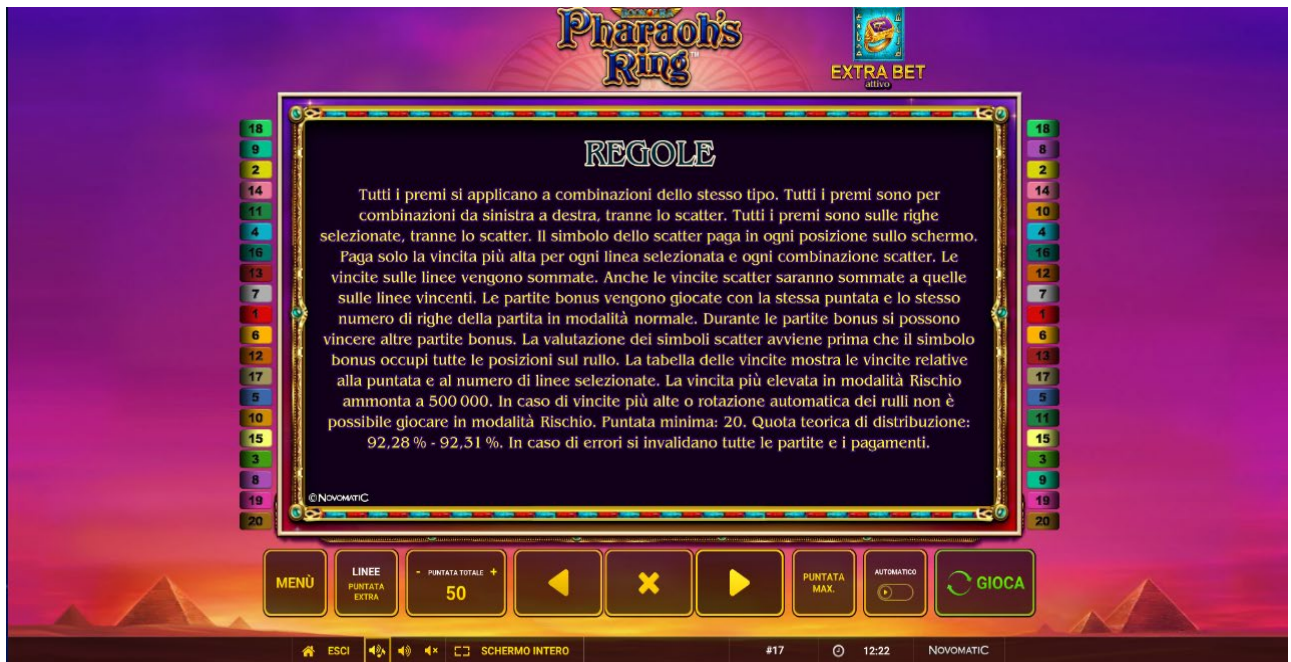 Pharaoh's
Ring™
EXTRA BET
attivo
REGOLE
Tutti i premi si applicano a combinazioni dello stesso tipo. Tutti i premi sono per
combinazioni da sinistra a destra, tranne lo scatter. Tutti i premi sono sulle righe
selezionate, tranne lo scatter. Il simbolo dello scatter paga in ogni posizione sullo schermo.
Paga solo la vincita più alta per ogni linea selezionata e ogni combinazione scatter. Le
vincite sulle linee vengono sommate. Anche le vincite scatter saranno sommate a quelle
sulle linee vincenti. Le partite bonus vengono giocate con la stessa puntata e lo stesso
numero di righe della partita in modalità normale. Durante le partite bonus si possono
vincere altre partite bonus. La valutazione dei simboli scatter avviene prima che il simbolo
bonus occupi tutte le posizioni sul rullo. La tabella delle vincite mostra le vincite relative
alla puntata e al numero di linee selezionate. La vincita più elevata in modalità Rischio
ammonta a 500 000. In caso di vincite più alte o rotazione automatica dei rulli non è
possibile giocare in modalità Rischio. Puntata minima: 20. Quota teorica di distribuzione:
92,28 % - 92,31 %. In caso di errori si invalidano tutte le partite e i pagamenti.
©NOVOMATIC
18
9
2
14
11
4
16
13
7
1
6
12
17
5
10
15
3
8
19
20
18
8
2
14
10
4
16
12
7
1
6
13
17
5
11
15
3
9
19
20
MENÙ
LINEE
PUNTATA
EXTRA
- PUNTATA TOTALE +
50
PUNTATA
MAX.
AUTOMATICO
GIOCA
ESCI
SCHERMO INTERO
#17
12:22
NOVOMATIC